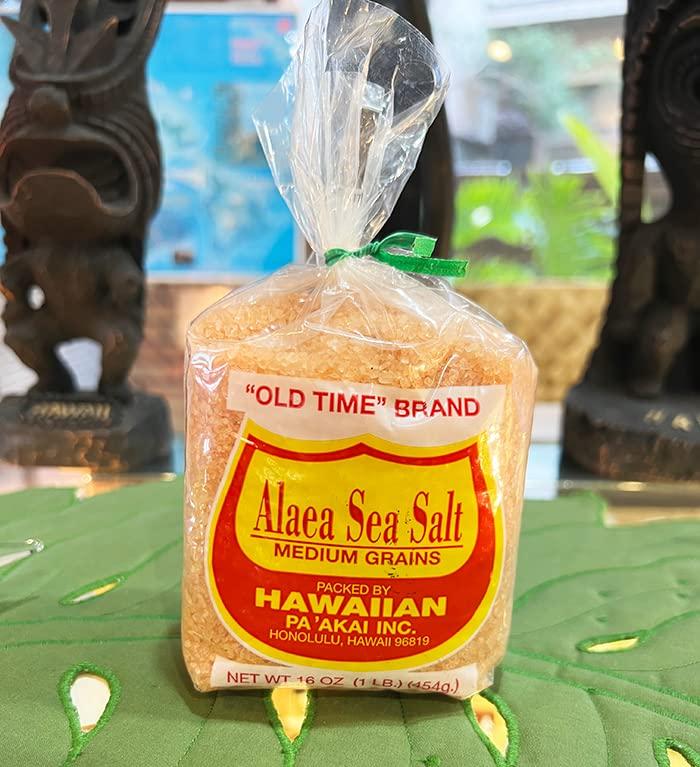 "OLD TIME" BRAND
Alaea Sea Salt
MEDIUM GRAINS
PACKED BY
HAWAIIAN
PA'AKAI INC.
HONOLULU, HAWAII 96819
NET WT 16 OZ (1 LB.) (454g.)
HAWAII